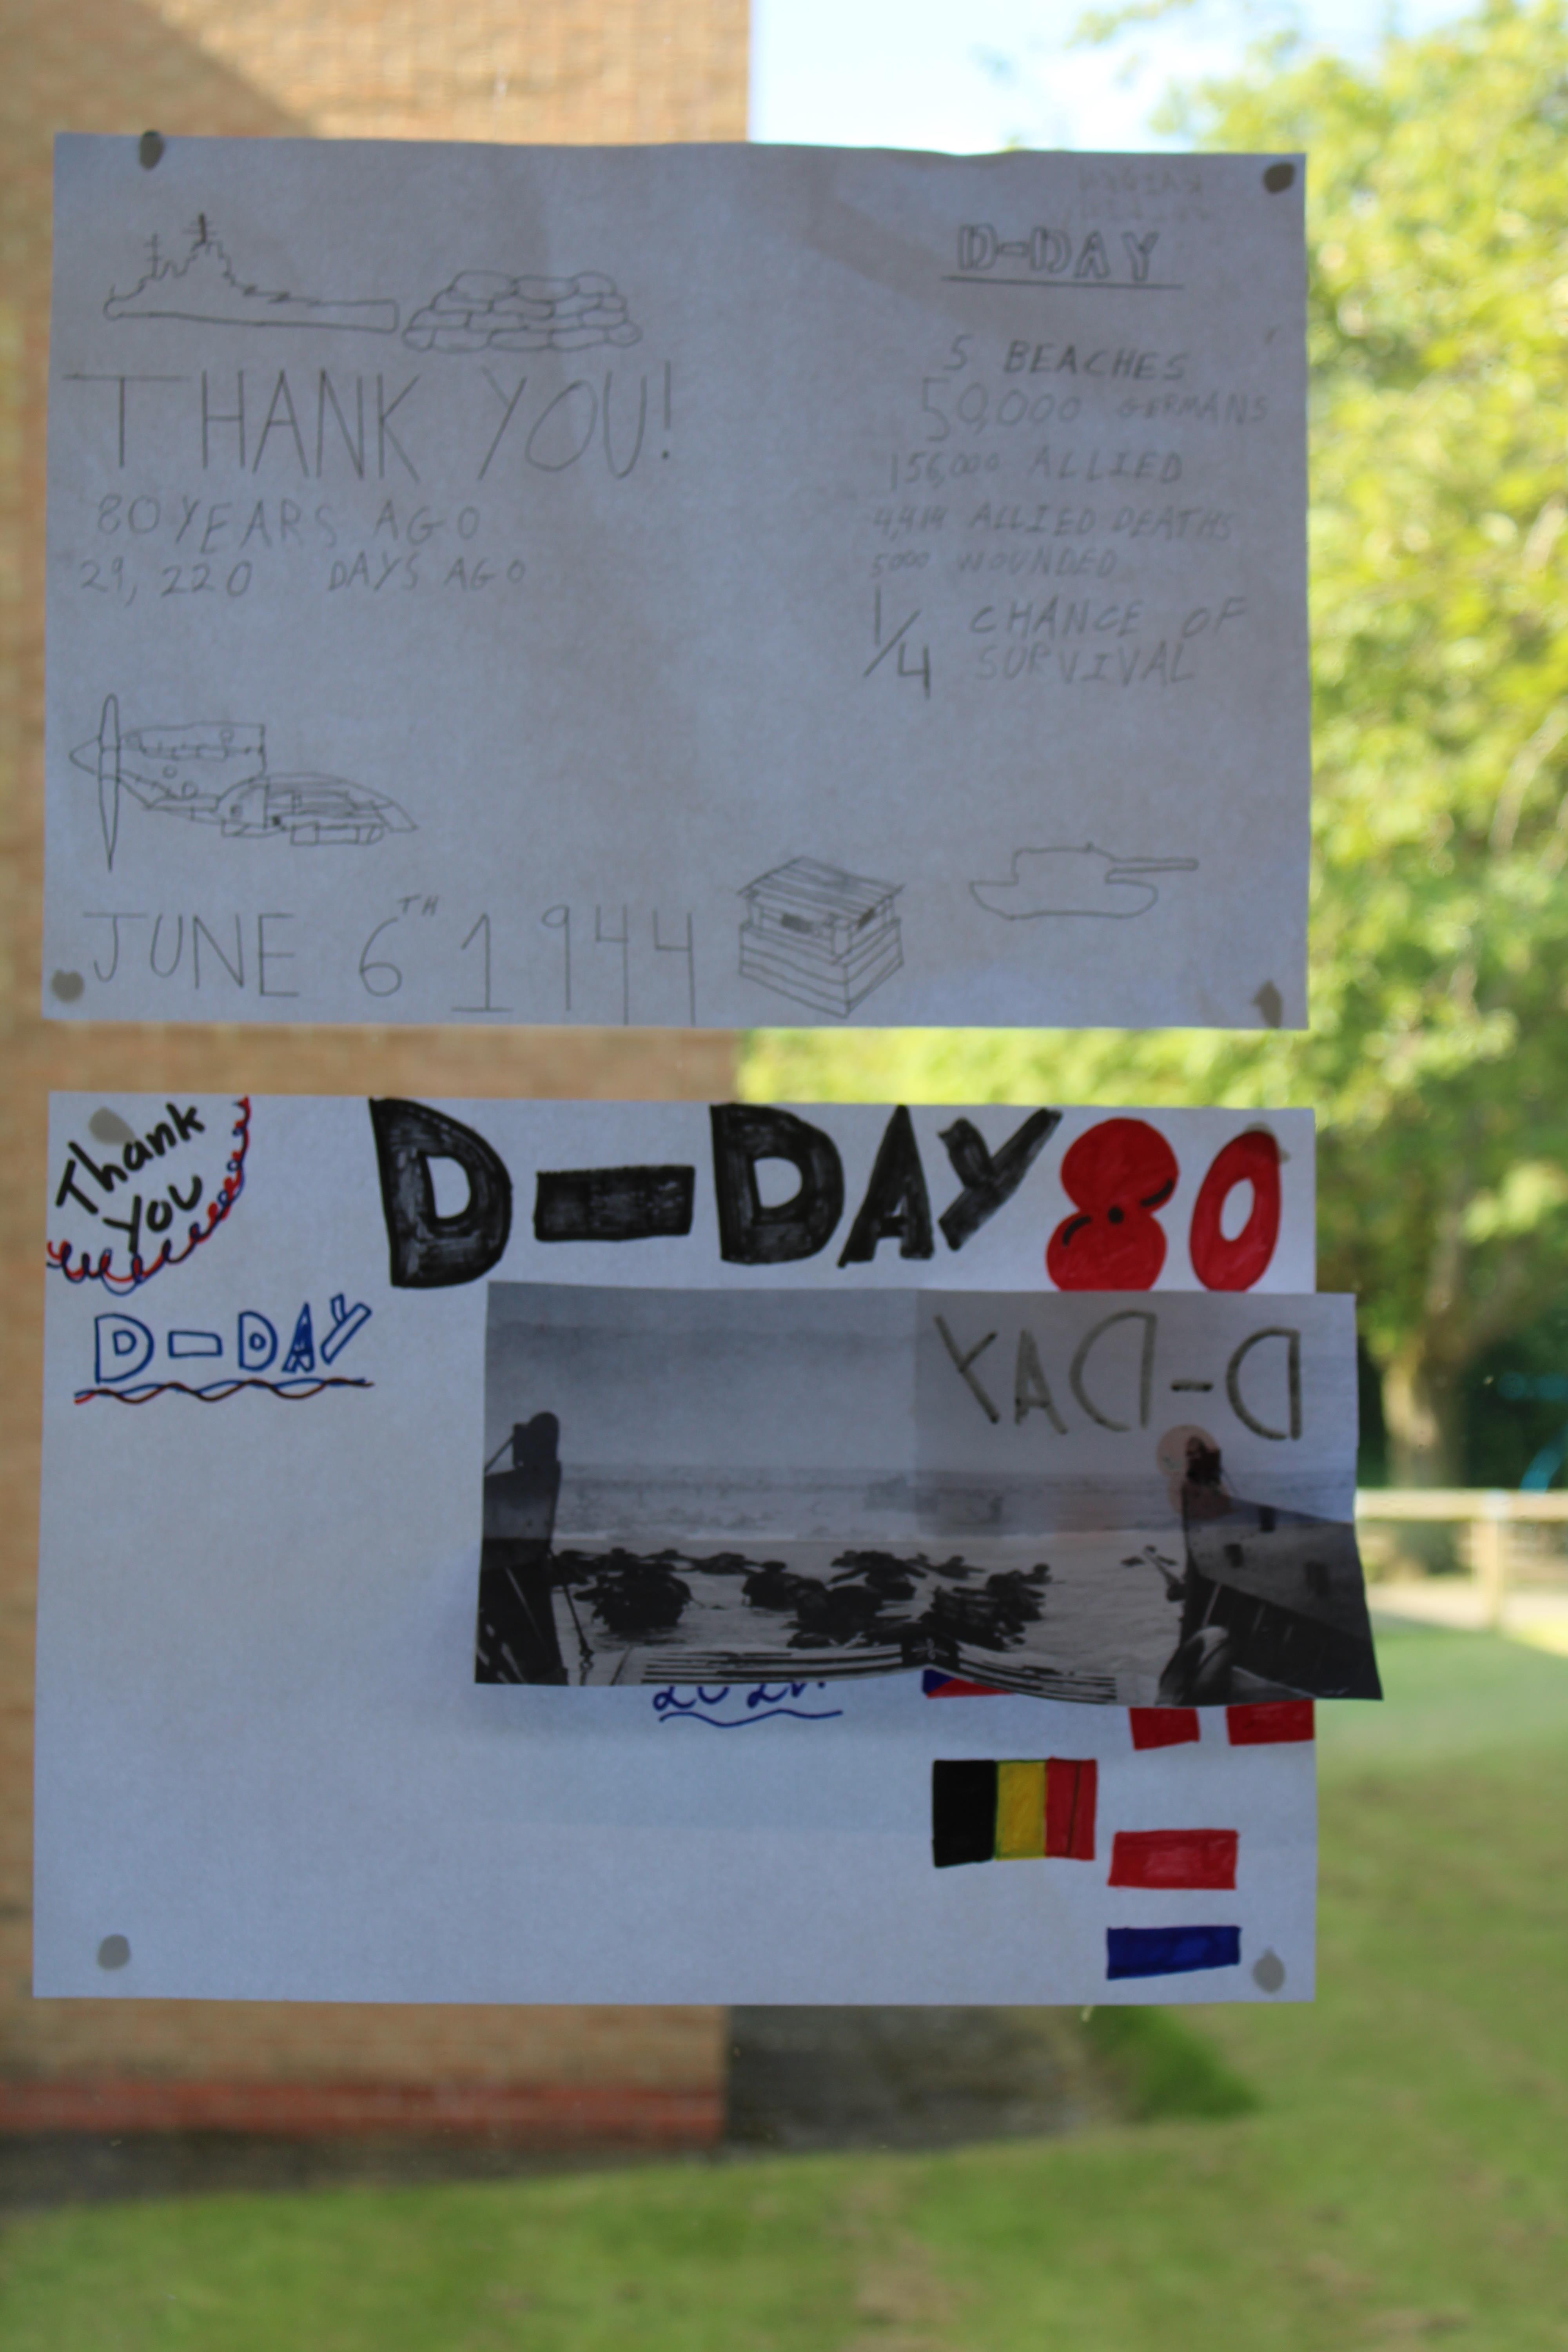 D-DAY
THANK YOU!
80 YEARS AGO
29,220 DAYS AGO
5 BEACHES
50,000 GERMANS
156,000 ALLIED
4,414 ALLIED DEATHS
5000 WOUNDED
1/4 CHANCE OF
SURVIVAL
JUNE 6TH 1944
Thank
You
D-DAY 80
D-DAY
D-DAY